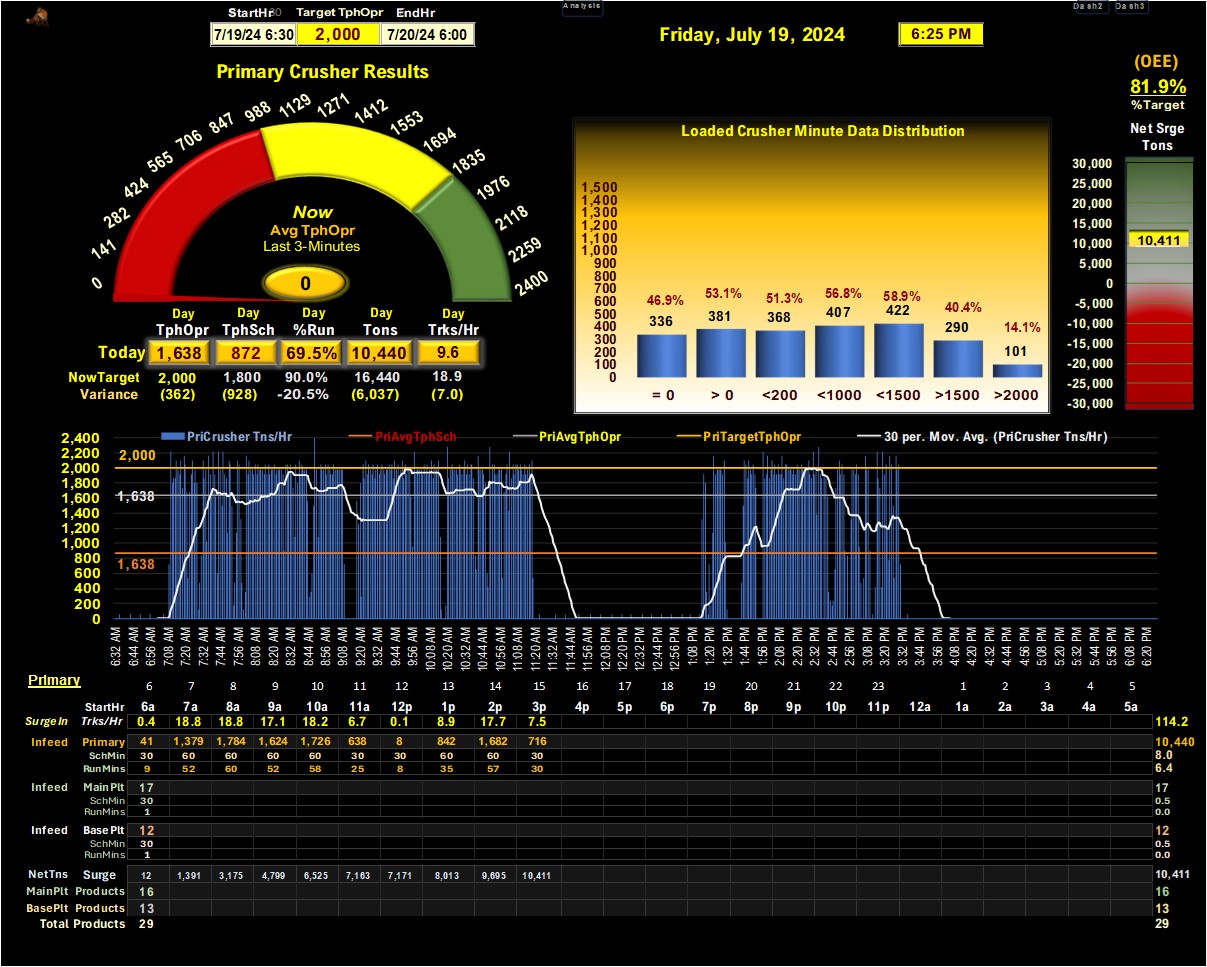 Analysis
Dash2 Dash3
StartHr Target TphOpr EndHr
7/19/24 6:30 2,000 7/20/24 6:00
Friday, July 19, 2024
6:25 PM
(OEE)
81.9%
%Target
Net Srge
Tons
30,000
25,000
20,000
15,000
10,000
5,000
0
-5,000
-10,000
-15,000
-20,000
-25,000
-30,000
10,411
Primary Crusher Results
0
141
282
424
565
706
847
988
1129
1271
1412
1553
1694
1835
1976
2118
2259
2400
Now
Avg TphOpr
Last 3-Minutes
0
Day Day Day Day Day
TphOpr TphSch %Run Tons Trks/Hr
Today 1,638 872 69.5% 10,440 9.6
NowTarget 2,000 1,800 90.0% 16,440 18.9
Variance (362) (928) -20.5% (6,037) (7.0)
Loaded Crusher Minute Data Distribution
1,500
1,400
1,300
1,200
1,100
1,000
900
800
700
600
500
400
300
200
100
0
46.9% 53.1% 51.3% 56.8% 58.9% 40.4% 14.1%
336 381 368 407 422 290 101
= 0 > 0 <200 <1000 <1500 >1500 >2000
PriCrusher Tns/Hr PriAvgTphSch PriAvgTphOpr PriTargetTphOpr 30 per. Mov. Avg. (PriCrusher Tns/Hr)
2,400
2,200
2,000
1,800
1,600
1,400
1,200
1,000
800
600
400
200
0
2,000
1,638
1,638
6:32 AM 6:44 AM 6:56 AM 7:08 AM 7:20 AM 7:32 AM 7:44 AM 7:56 AM 8:08 AM 8:20 AM 8:32 AM 8:44 AM 8:56 AM 9:08 AM 9:20 AM 9:32 AM 9:44 AM 9:56 AM 10:08 AM 10:20 AM 10:32 AM 10:44 AM 10:56 AM 11:08 AM 11:20 AM 11:32 AM 11:44 AM 11:56 AM 12:08 PM 12:20 PM 12:32 PM 12:44 PM 12:56 PM 1:08 PM 1:20 PM 1:32 PM 1:44 PM 1:56 PM 2:08 PM 2:20 PM 2:32 PM 2:44 PM 2:56 PM 3:08 PM 3:20 PM 3:32 PM 3:44 PM 3:56 PM 4:08 PM 4:20 PM 4:32 PM 4:44 PM 4:56 PM 5:08 PM 5:20 PM 5:32 PM 5:44 PM 5:56 PM 6:08 PM 6:20 PM
Primary
6 7 8 9 10 11 12 13 14 15 16 17 18 19 20 21 22 23 1 2 3 4 5
StartHr 6a 7a 8a 9a 10a 11a 12p 1p 2p 3p 4p 5p 6p 7p 8p 9p 10p 11p 12a 1a 2a 3a 4a 5a
SurgeIn Trks/Hr 0.4 18.8 18.8 17.1 18.2 6.7 0.1 8.9 17.7 7.5 114.2
Infeed Primary 41 1,379 1,784 1,624 1,726 638 8 842 1,682 716 10,440
SchMin 30 60 60 60 60 30 30 60 60 30 8.0
RunMins 9 52 60 52 58 25 8 35 57 30 6.4
Infeed MainPlt 17 17
SchMin 30 0.5
RunMins 1 0.0
Infeed BasePlt 12 12
SchMin 30 0.5
RunMins 1 0.0
NetTns Surge 12 1,391 3,175 4,799 6,525 7,163 7,171 8,013 9,695 10,411 10,411
MainPlt Products 16 16
BasePlt Products 13 13
Total Products 29 29